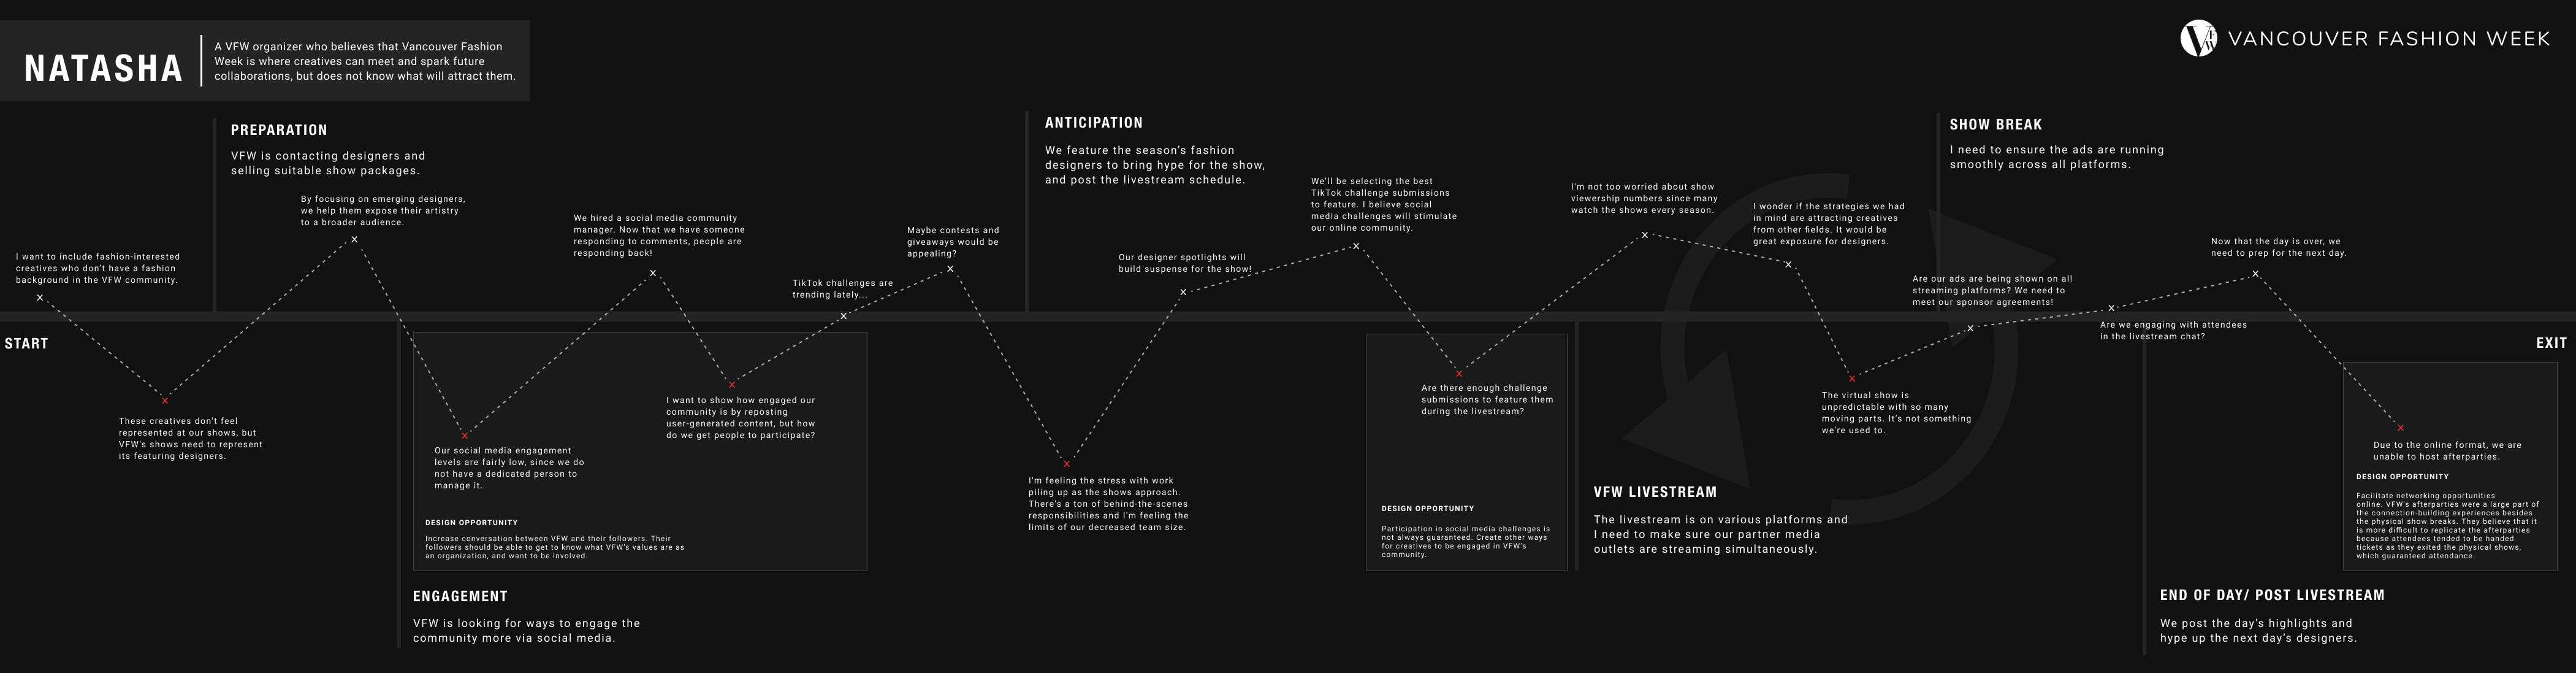 NATASHA
A VFW organizer who believes that Vancouver Fashion
Week is where creatives can meet and spark future
collaborations, but does not know what will attract them.
VFW
VANCOUVER FASHION WEEK
START
I want to include fashion-interested
creatives who don't have a fashion
background in the VFW community.
These creatives don't feel
represented at our shows, but
VFW's shows need to represent
its featuring designers.
PREPARATION
VFW is contacting designers and
selling suitable show packages.
By focusing on emerging designers,
we help them expose their artistry
to a broader audience.
Our social media engagement
levels are fairly low, since we do
not have a dedicated person to
manage it.
We hired a social media community
manager. Now that we have someone
responding to comments, people are
responding back!
I want to show how engaged our
community is by reposting
user-generated content, but how
do we get people to participate?
TikTok challenges are
trending lately...
Maybe contests and
giveaways would be
appealing?
DESIGN OPPORTUNITY
Increase conversation between VFW and their followers. Their
followers should be able to get to know what VFW's values are as
an organization, and want to be involved.
ENGAGEMENT
VFW is looking for ways to engage the
community more via social media.
ANTICIPATION
We feature the season's fashion
designers to bring hype for the show,
and post the livestream schedule.
I'm feeling the stress with work
piling up as the shows approach.
There's a ton of behind-the-scenes
responsibilities and I'm feeling the
limits of our decreased team size.
Our designer spotlights will
build suspense for the show!
We'll be selecting the best
TikTok challenge submissions
to feature. I believe social
media challenges will stimulate
our online community.
Are there enough challenge
submissions to feature them
during the livestream?
DESIGN OPPORTUNITY
Participation in social media challenges is
not always guaranteed. Create other ways
for creatives to be engaged in VFW's
community.
VFW LIVESTREAM
The livestream is on various platforms and
I need to make sure our partner media
outlets are streaming simultaneously.
I'm not too worried about show
viewership numbers since many
watch the shows every season.
I wonder if the strategies we had
in mind are attracting creatives
from other fields. It would be
great exposure for designers.
The virtual show is
unpredictable with so many
moving parts. It's not something
we're used to.
SHOW BREAK
I need to ensure the ads are running
smoothly across all platforms.
Are our ads are being shown on all
streaming platforms? We need to
meet our sponsor agreements!
Are we engaging with attendees
in the livestream chat?
Now that the day is over, we
need to prep for the next day.
EXIT
Due to the online format, we are
unable to host afterparties.
DESIGN OPPORTUNITY
Facilitate networking opportunities
online. VFW's afterparties were a large part of
the connection-building experiences besides
the physical show breaks. They believe that it
is more difficult to replicate the afterparties
because attendees tended to be handed
tickets as they exited the physical shows,
which guaranteed attendance.
END OF DAY/ POST LIVESTREAM
We post the day's highlights and
hype up the next day's designers.